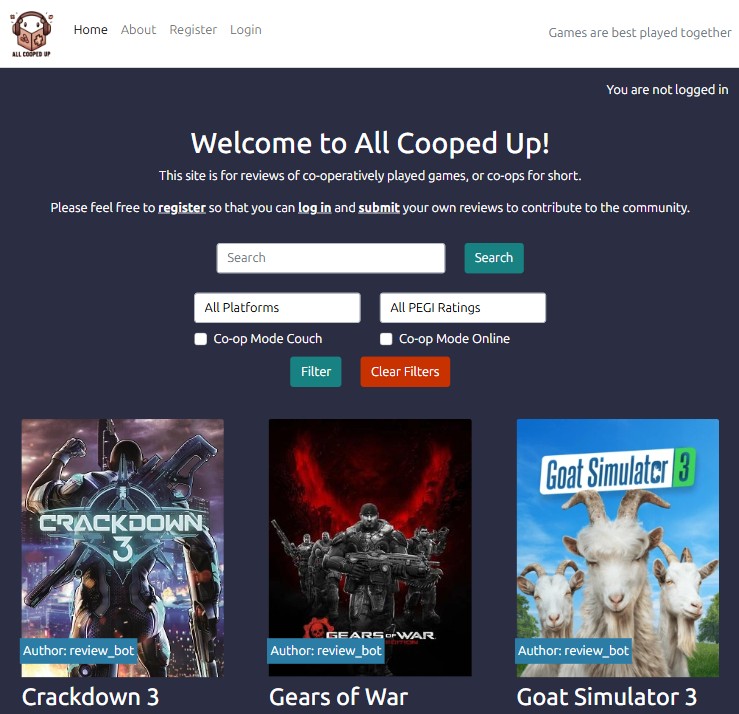 ALL COOPED UP
Home About Register Login
Games are best played together
You are not logged in
Welcome to All Cooped Up!
This site is for reviews of co-operatively played games, or co-ops for short.
Please feel free to register so that you can log in and submit your own reviews to contribute to the community.
Search Search
All Platforms All PEGI Ratings
Co-op Mode Couch Co-op Mode Online
Filter Clear Filters
CRACKDOWN
3
GEARS OF WAR
Goat Simulator 3
Author: review_bot
Author: review_bot
Author: review_bot
Crackdown 3
Gears of War
Goat Simulator 3